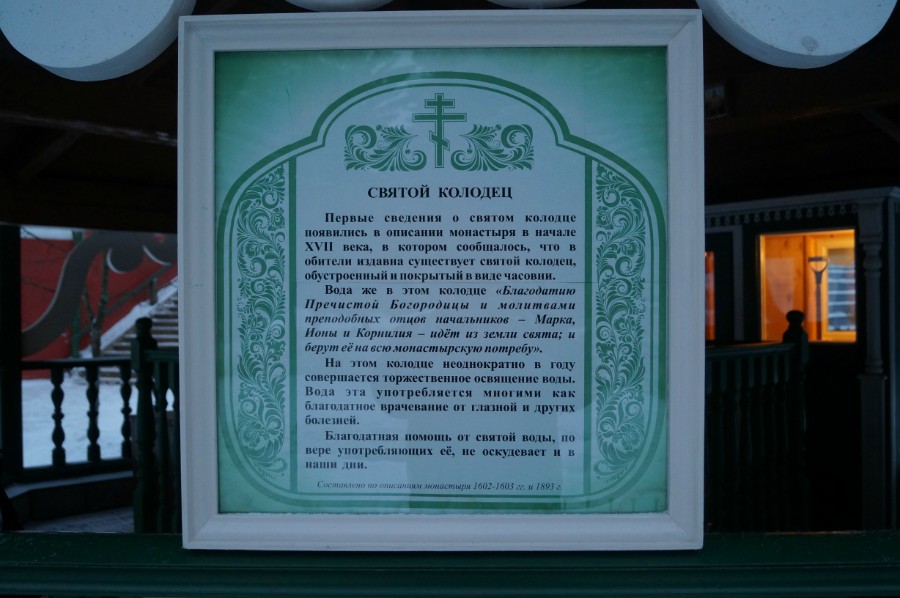 СВЯТОЙ КОЛОДЕЦ
Первые сведения о святом колодце
появились в описании монастыря в начале
XVII века, в котором сообщалось, что в
обители издавна существует святой колодец,
обустроенный и покрытый в виде часовни.
Вода же в этом колодце «Благодатию
Пречистой Богородицы и молитвами
преподобных отцов начальников – Марка,
Ионы и Корнилия – идёт из земли свята; и
берут её на всю монастырскую потребу».
На этом колодце неоднократно в году
совершается торжественное освящение воды.
Вода эта употребляется многими как
благодатное врачевание от глазной и других
болезней.
Благодатная помощь от святой воды, по
вере употребляющих её, не оскудевает и в
наши дни.
Составлено по описаниям монастыря 1602-1603 гг. и 1893 г.